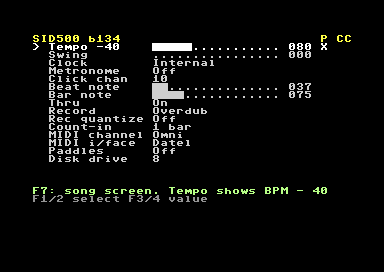 SID500 b134 P CC
> Tempo -40 ............ 080 X
Swing ................ 000
Clock Internal
Metronome Off
Click chan 10
Beat note .............. 037
Bar note ............ 075
Thru On
Record Overdub
Rec quantize Off
Count-in 1 bar
MIDI channel Omni
MIDI i/face Datel
Paddles Off
Disk drive 8
F7: song screen. Tempo shows BPM - 40
F1/2 select F3/4 value